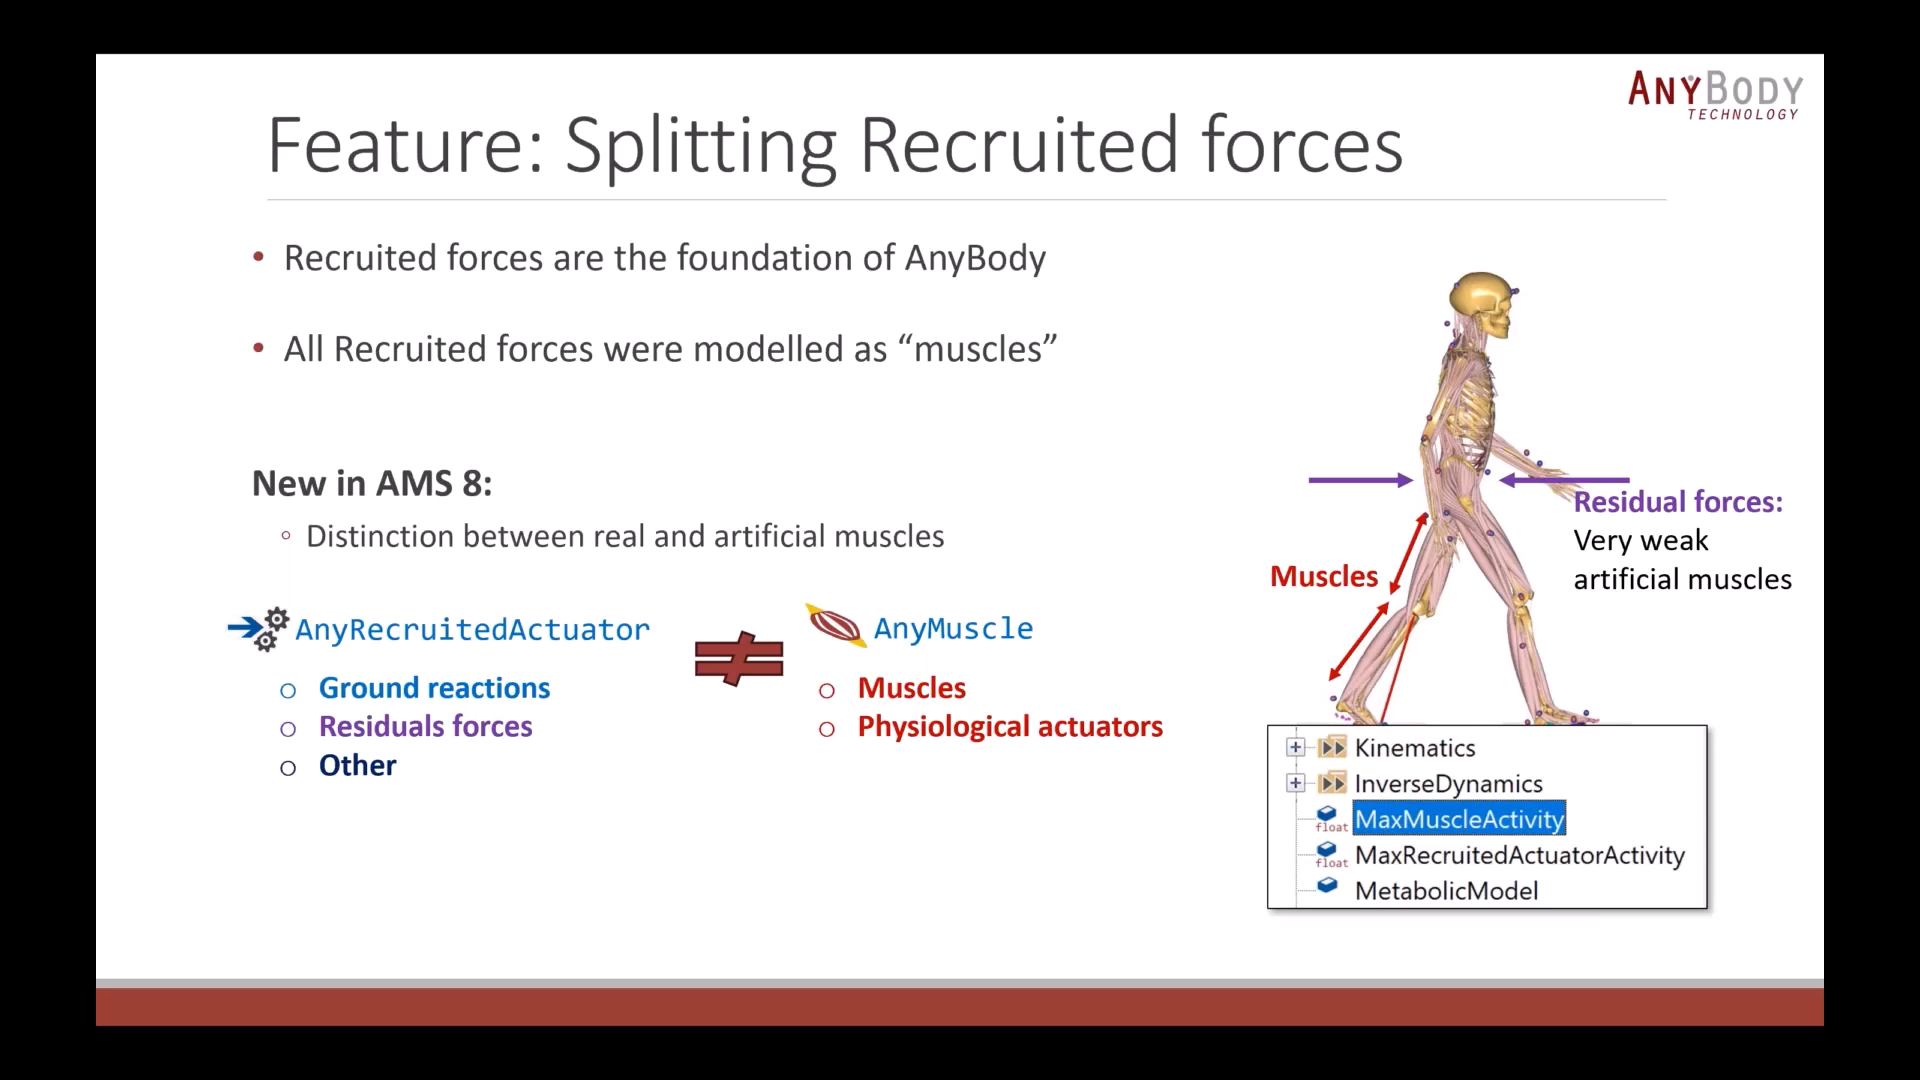 ANYBODY
TECHNOLOGY
Feature: Splitting Recruited forces
• Recruited forces are the foundation of AnyBody
• All Recruited forces were modelled as “muscles”
New in AMS 8:
◦ Distinction between real and artificial muscles
AnyRecruitedActuator
o Ground reactions
o Residuals forces
o Other
≠
AnyMuscle
o Muscles
o Physiological actuators
Muscles
Residual forces:
Very weak
artificial muscles
Kinematics
InverseDynamics
float MaxMuscleActivity
float MaxRecruitedActuatorActivity
MetabolicModel